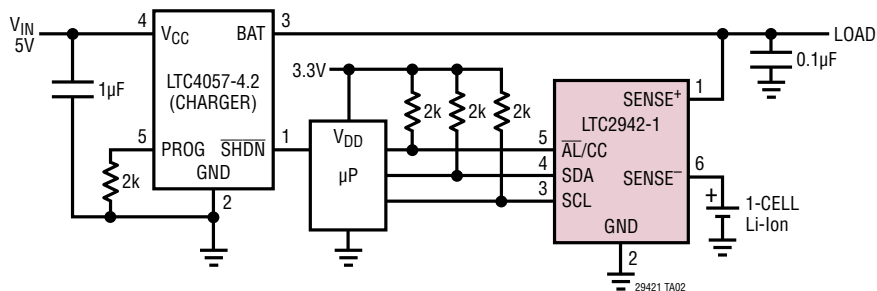 VIN
5V
4
VCC
BAT
3
LOAD
1µF
LTC4057-4.2
(CHARGER)
3.3V
0.1µF
2k
2k
2k
SENSE+
1
LTC2942-1
5
PROG
SHDN
1
VDD
µP
5
AL/CC
4
SDA
3
SCL
SENSE–
6
2k
GND
2
+
1-CELL
Li-Ion
GND
2
29421 TA02